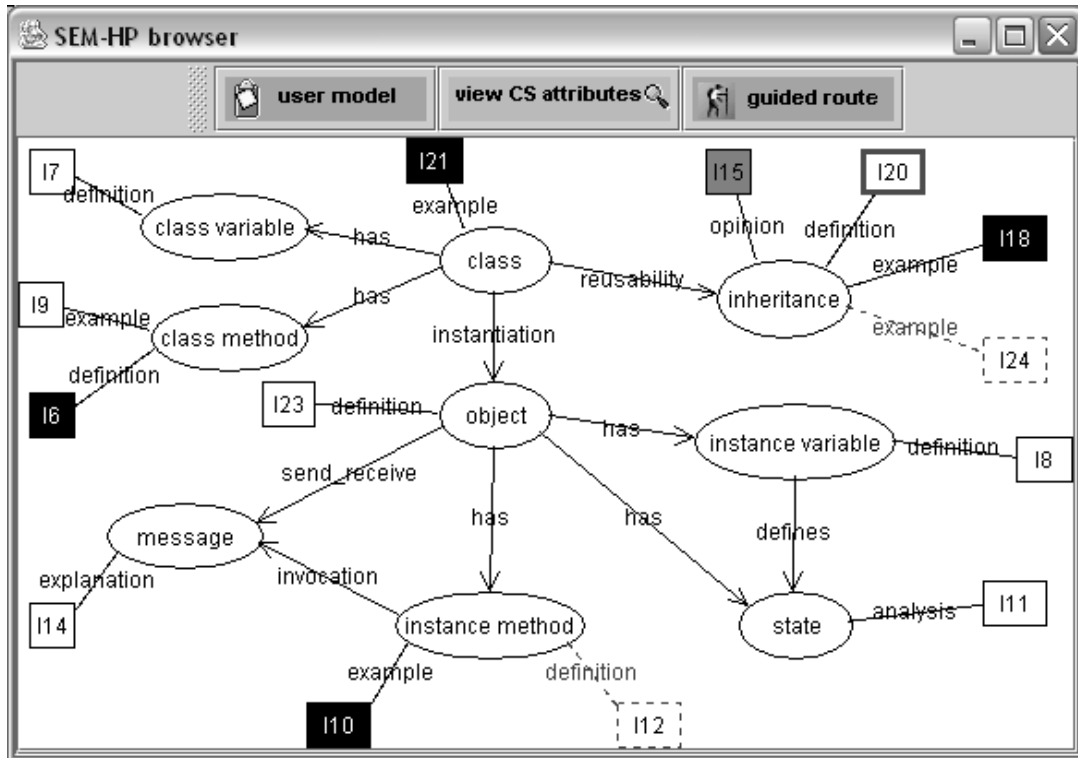 SEM-HP browser
user model
view CS attributes
guided route
I7
I21
I15
I20
definition
example
opinion
definition
I18
class variable
has
class
example
reusability
inheritance
I9
has
example
example
class method
instantiation
I24
definition
I6
I23
definition
object
has
instance variable
definition
I8
send_receive
has
has
defines
message
explanation
invocation
analysis
I11
I14
instance method
state
example
definition
I10
I12